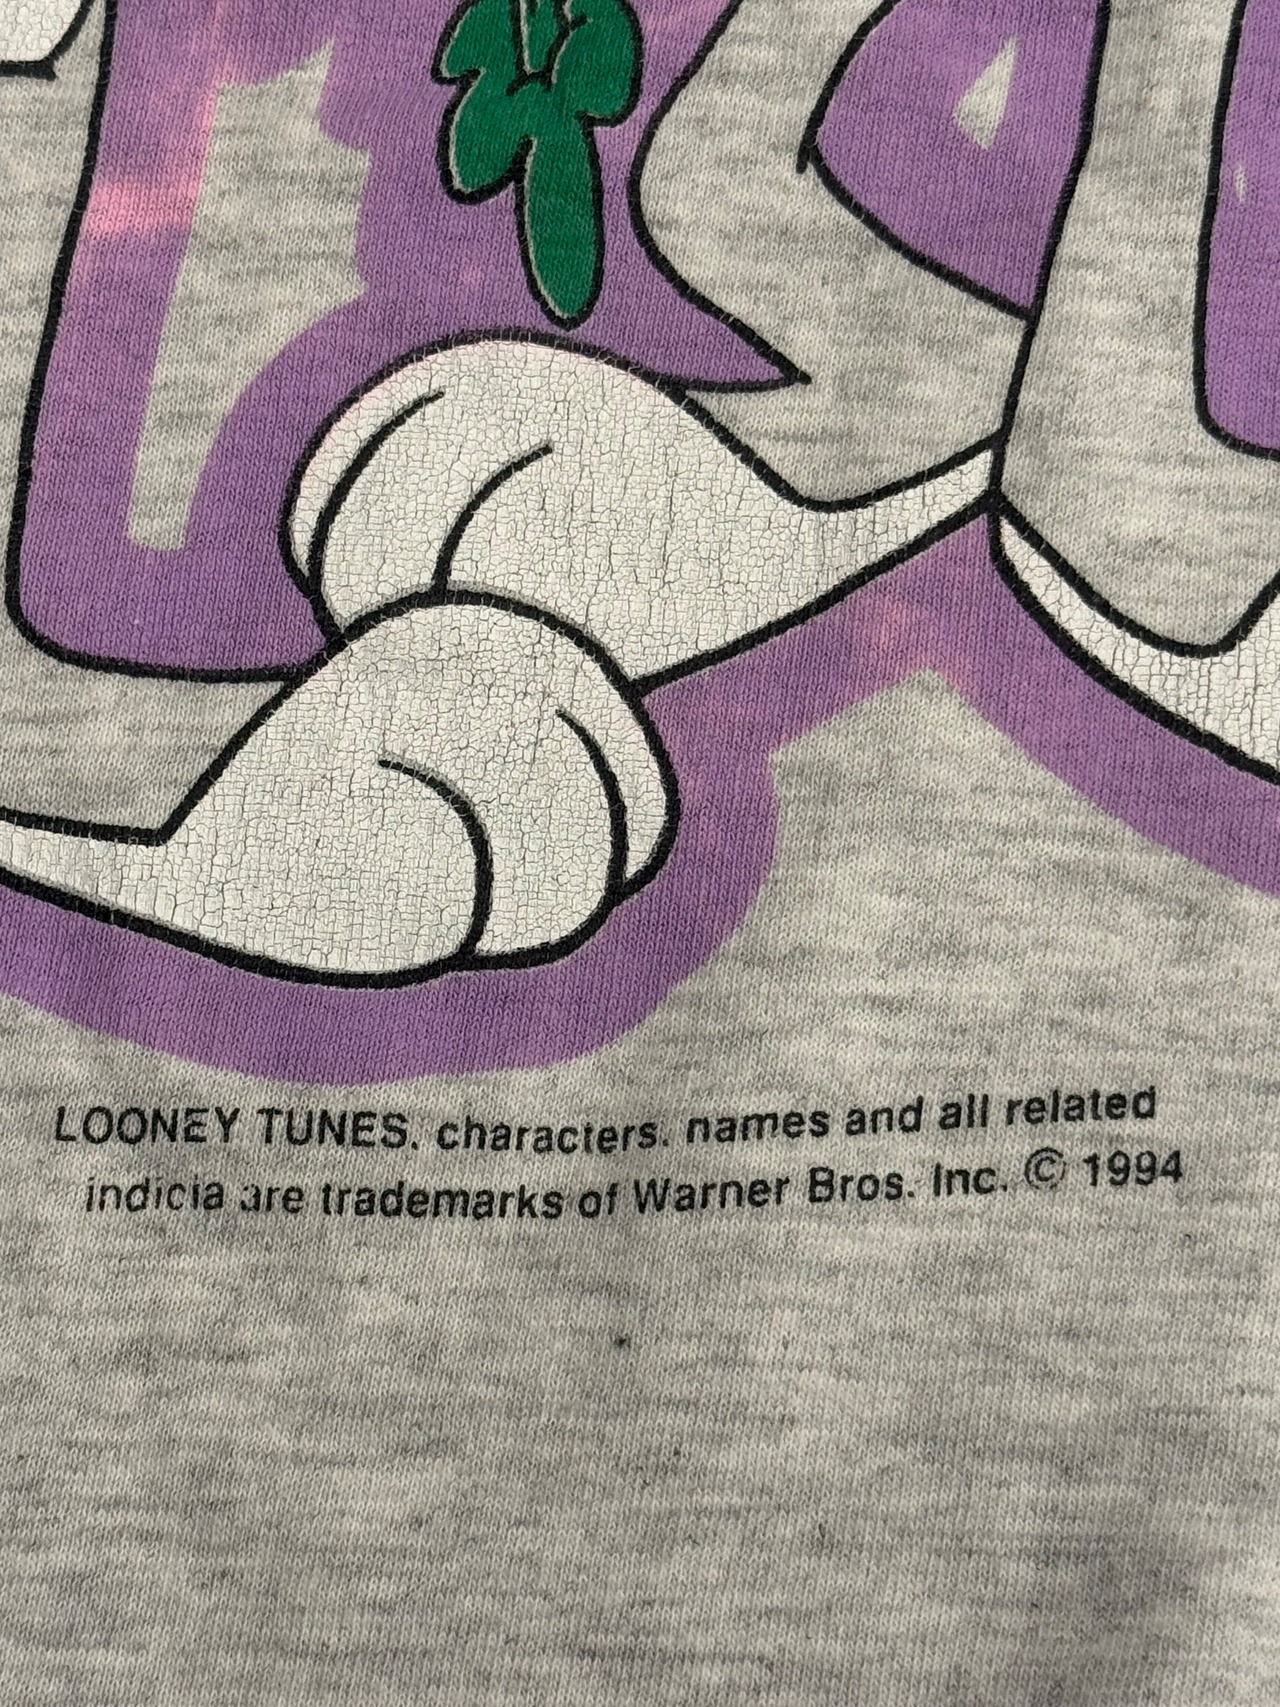 LOONEY TUNES, characters, names and all related
indicia are trademarks of Warner Bros. Inc. © 1994